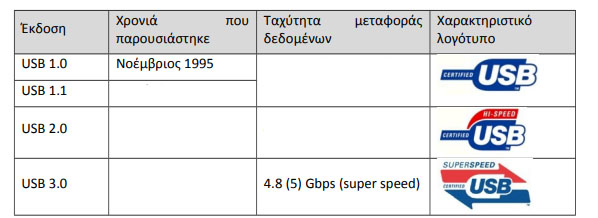 Έκδοση
Χρονιά που παρουσιάστηκε
Ταχύτητα μεταφοράς δεδομένων
Χαρακτηριστικό λογότυπο
USB 1.0
Νοέμβριος 1995
CERTIFIED USB
USB 1.1
USB 2.0
HI-SPEED
CERTIFIED USB
USB 3.0
4.8 (5) Gbps (super speed)
SUPERSPEED
CERTIFIED USB